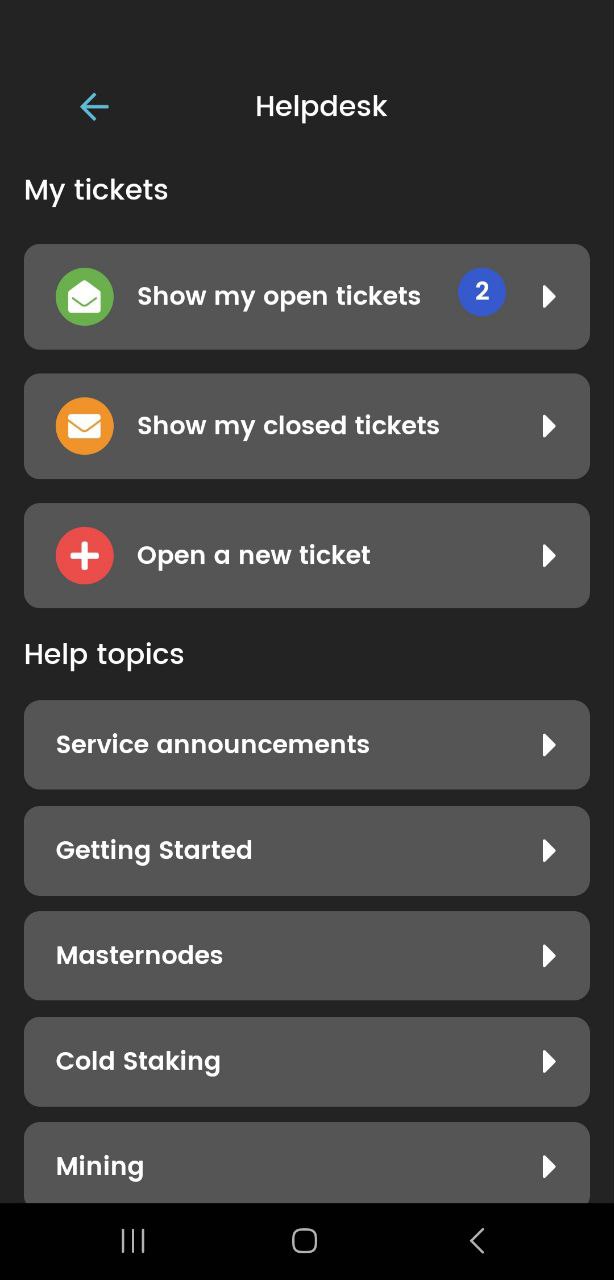 Helpdesk
My tickets
Show my open tickets 2
Show my closed tickets
Open a new ticket
Help topics
Service announcements
Getting Started
Masternodes
Cold Staking
Mining